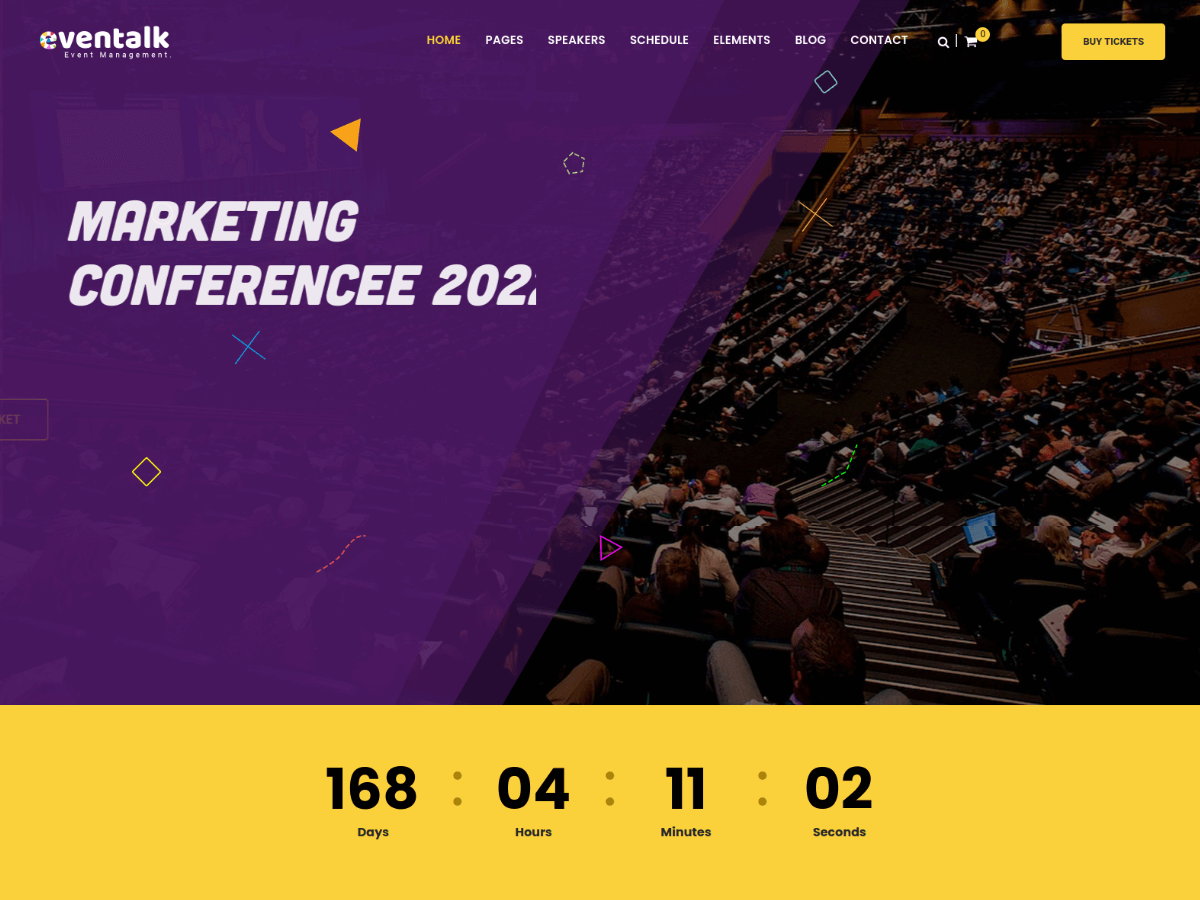 eventalk
Event Management.
HOME PAGES SPEAKERS SCHEDULE ELEMENTS BLOG CONTACT 0 BUY TICKETS
MARKETING
CONFERENCEE 202
KET
168 : 04 : 11 : 02
Days Hours Minutes Seconds